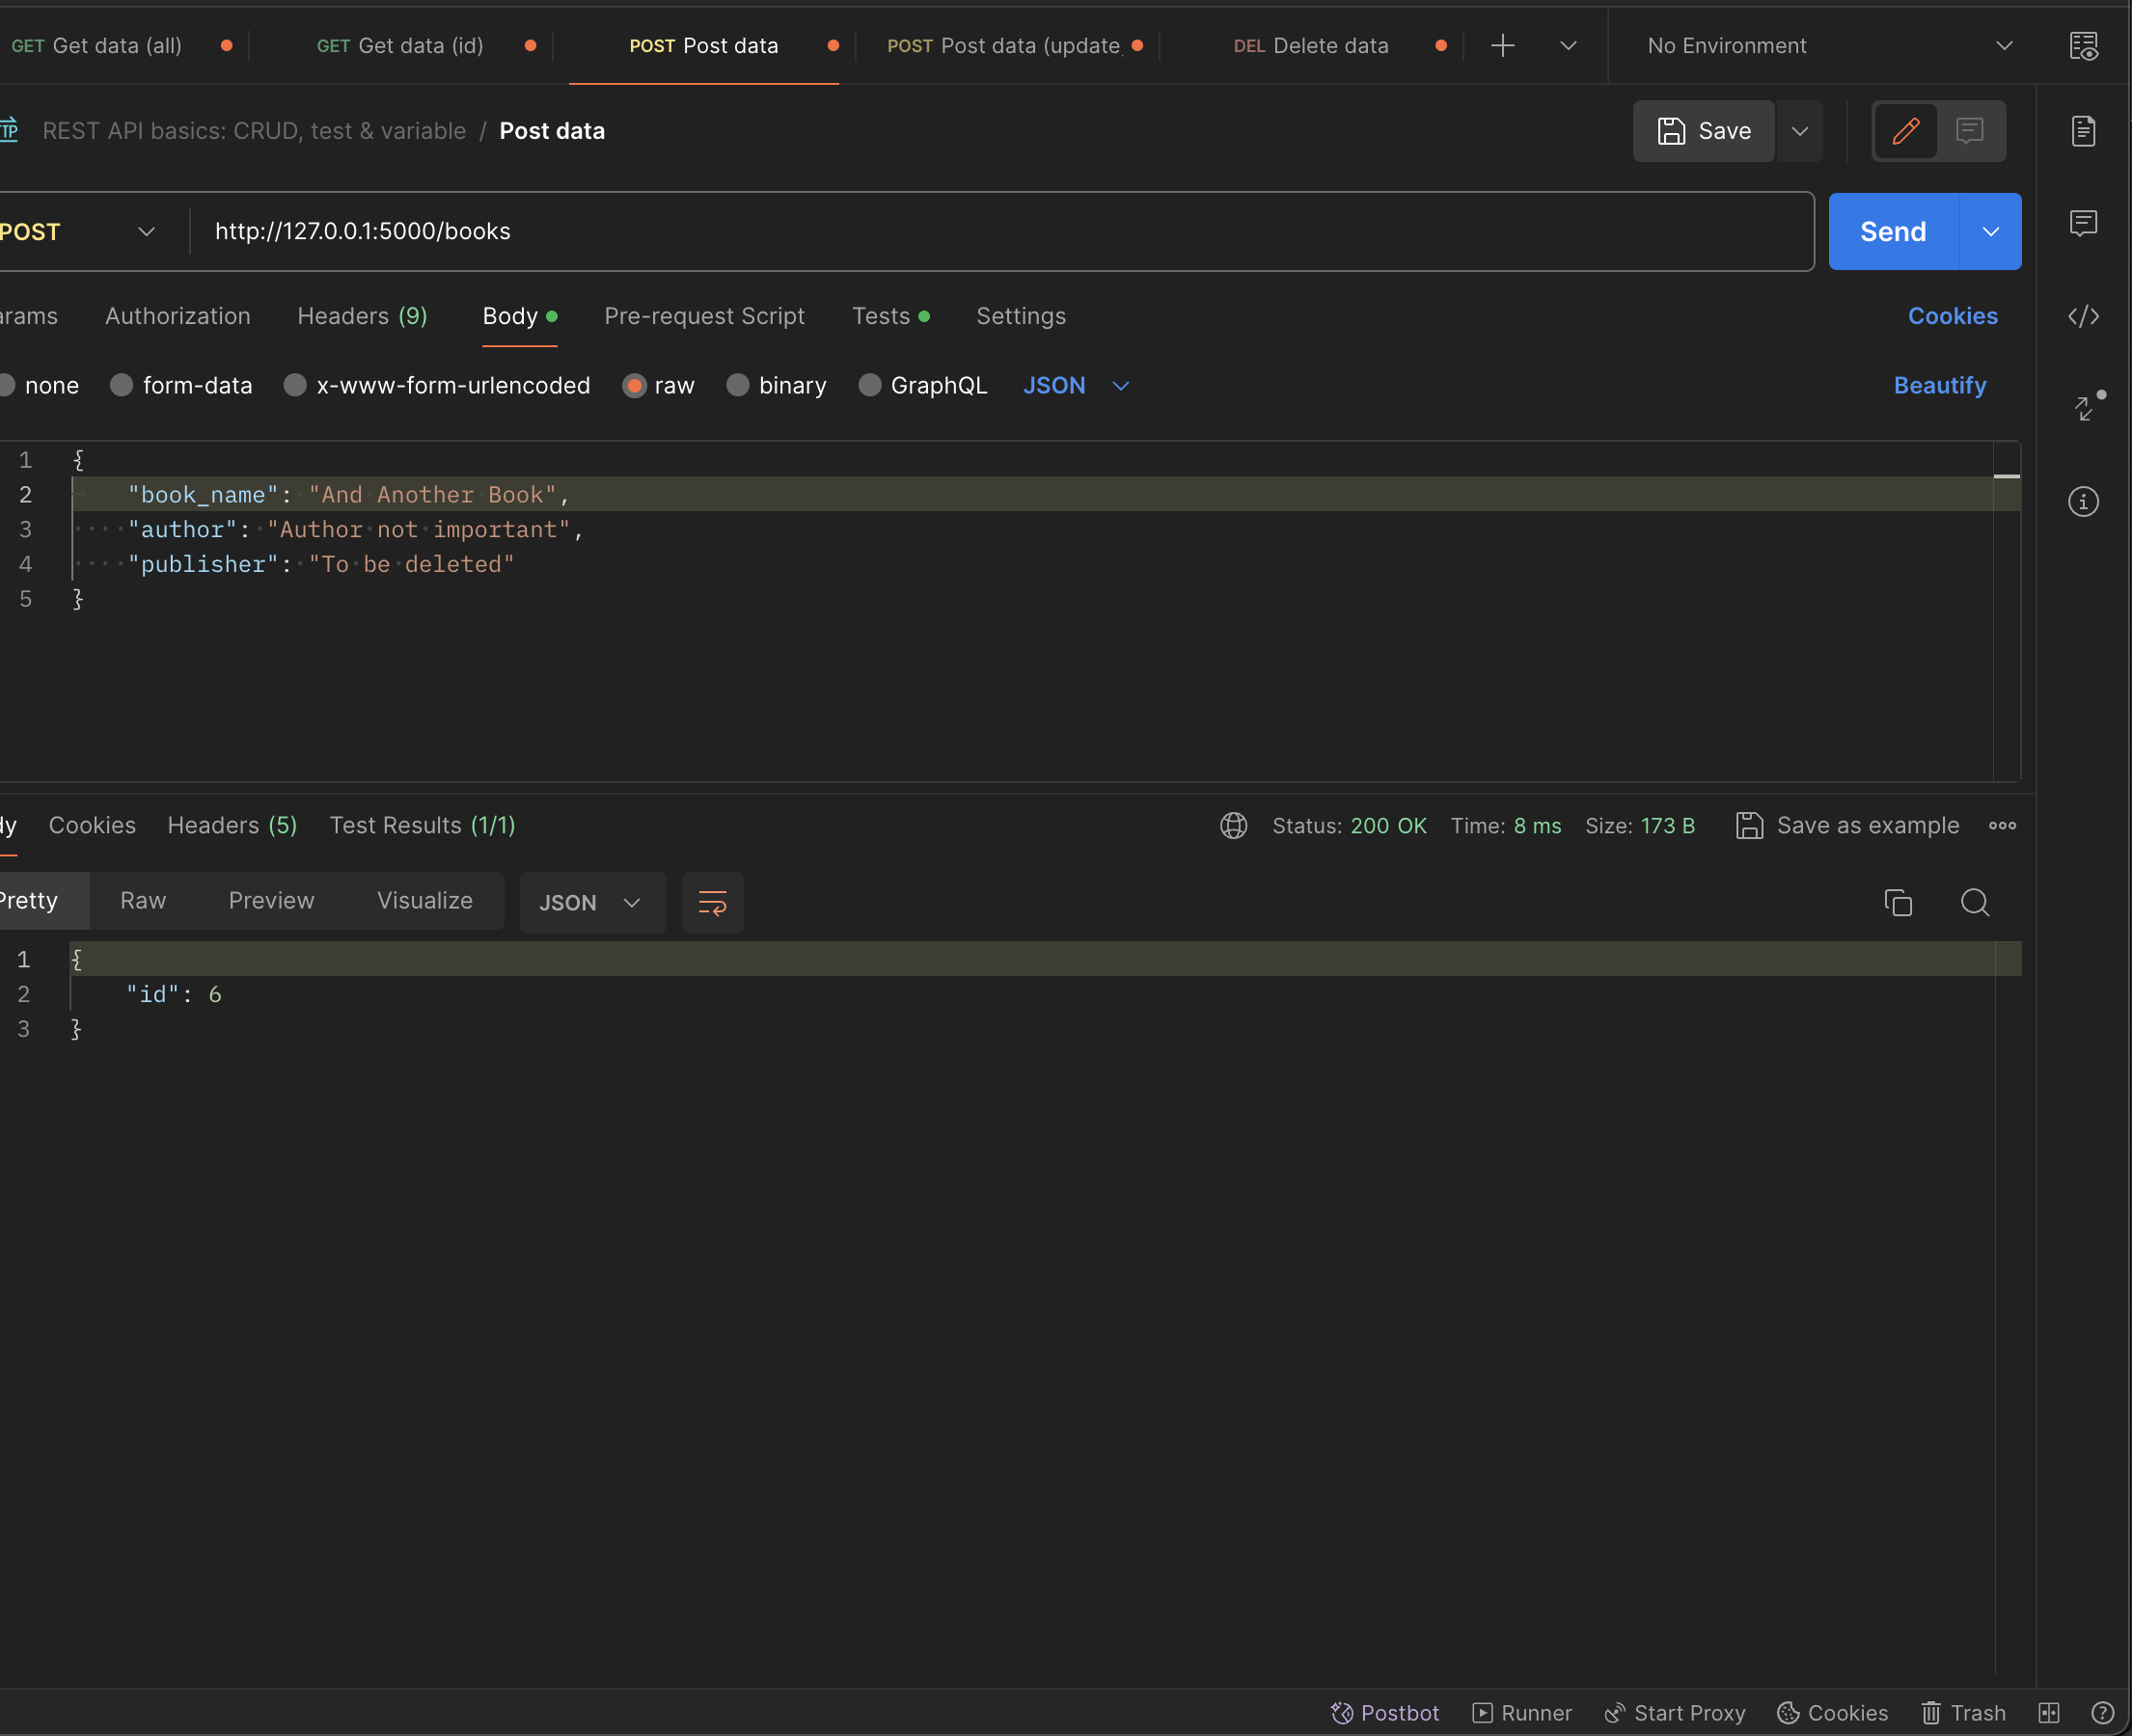 GET Get data (all) GET Get data (id) POST Post data POST Post data (update DEL Delete data No Environment
TP REST API basics: CRUD, test & variable / Post data Save
POST http://127.0.0.1:5000/books Send
arams Authorization Headers (9) Body Pre-request Script Tests Settings Cookies
none form-data x-www-form-urlencoded raw binary GraphQL JSON Beautify
1 {
2 "book_name": "And Another Book",
3 "author": "Author not important",
4 "publisher": "To be deleted"
5 }
dy Cookies Headers (5) Test Results (1/1) Status: 200 OK Time: 8 ms Size: 173 B Save as example
Pretty Raw Preview Visualize JSON
1 {
2 "id": 6
3 }
Postbot Runner Start Proxy Cookies Trash